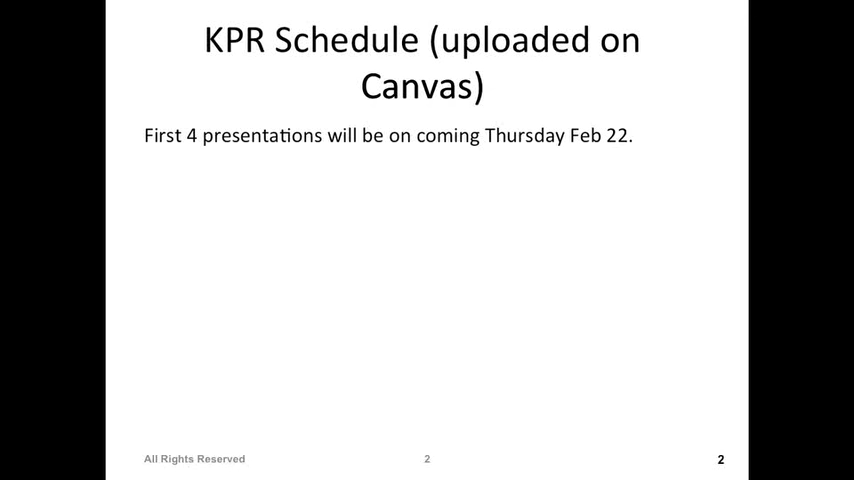 KPR Schedule (uploaded on
Canvas)
First 4 presentations will be on coming Thursday Feb 22.
All Rights Reserved
2
2